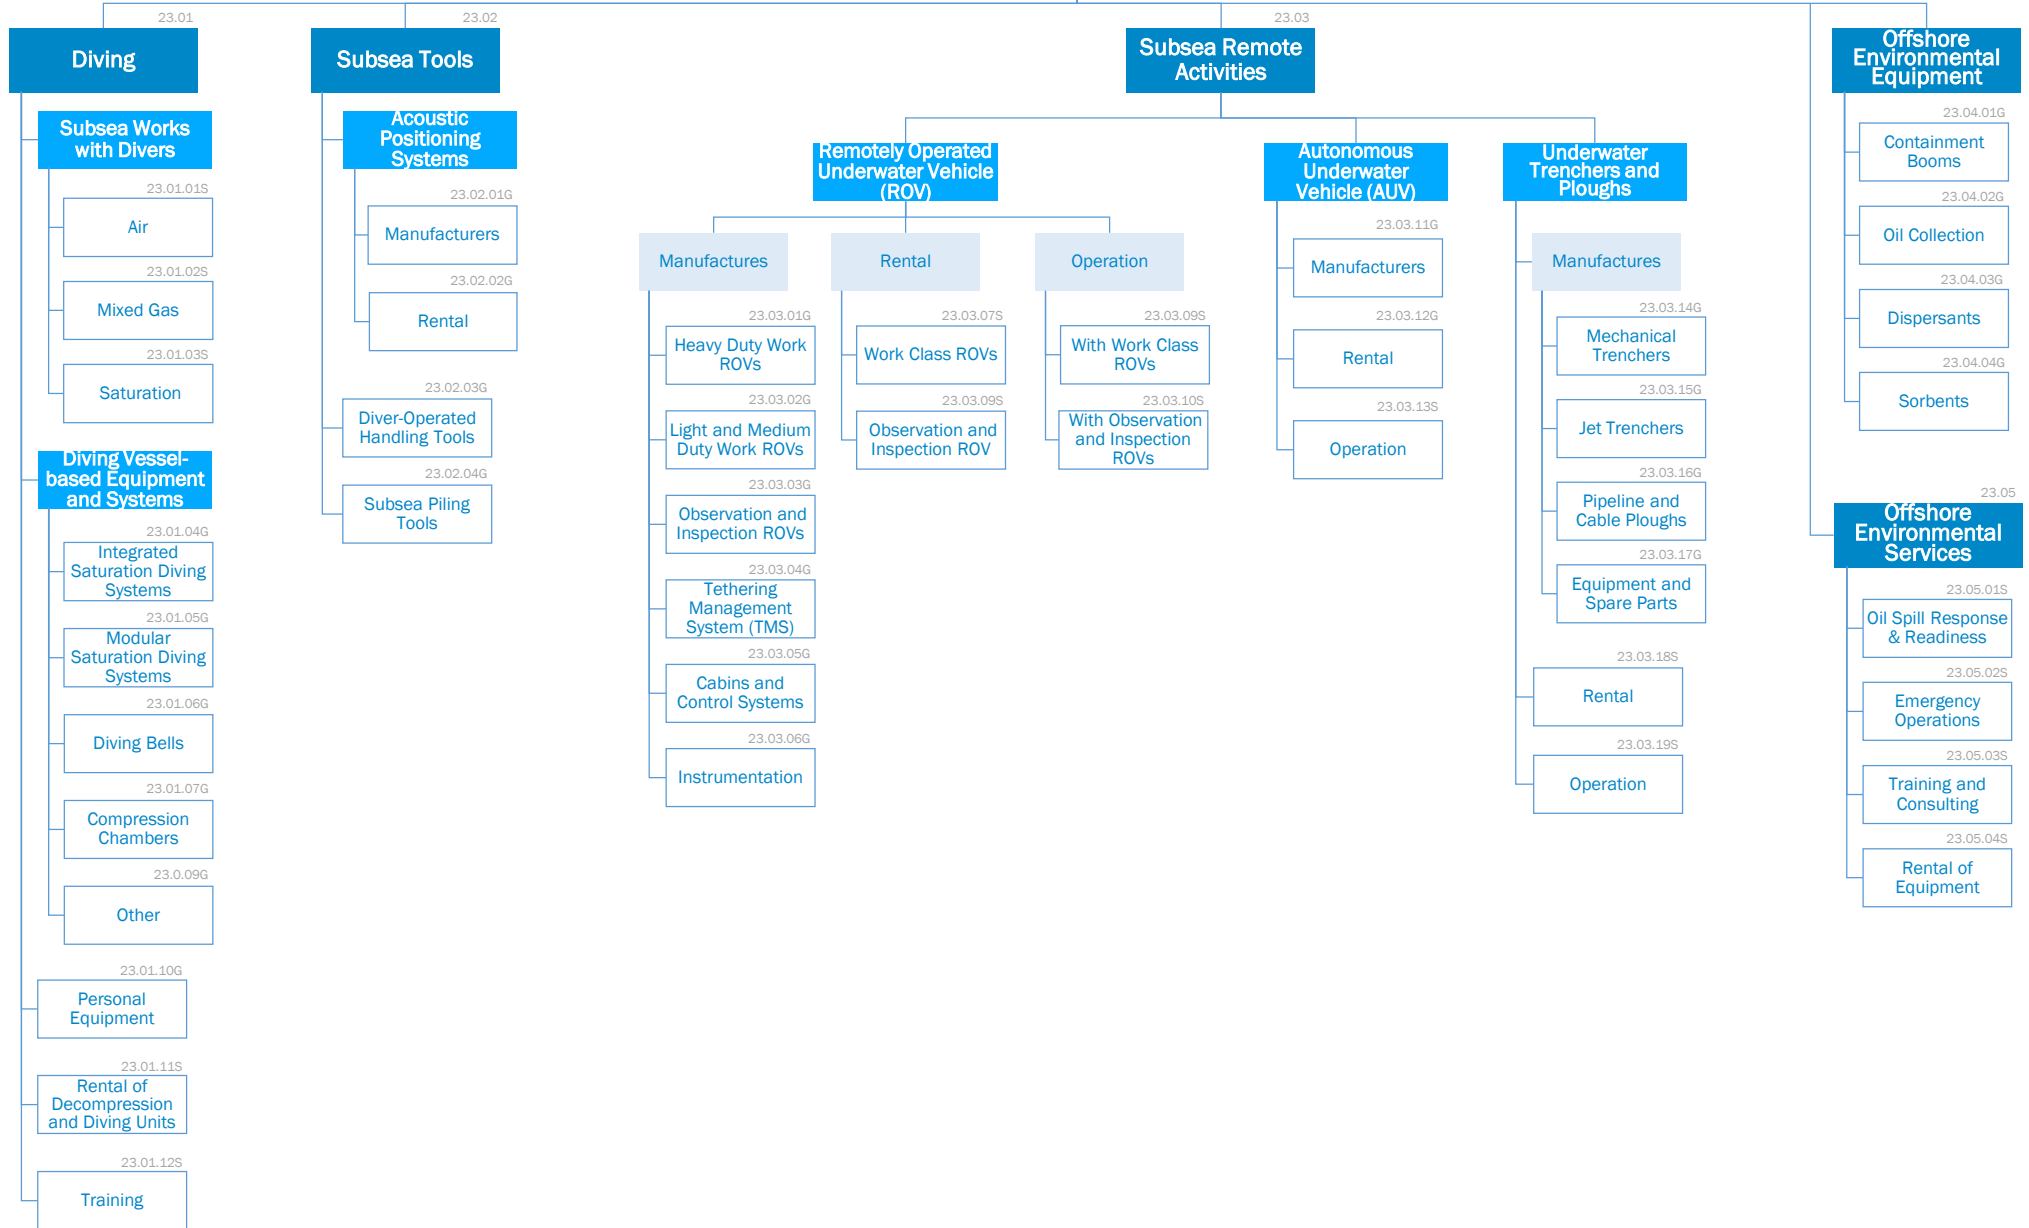 23.01
Diving
Subsea Works
with Divers
23.01.01S
Air
23.01.02S
Mixed Gas
23.01.03S
Saturation
Diving Vessel-
based Equipment
and Systems
23.01.04G
Integrated
Saturation Diving
Systems
23.01.05G
Modular
Saturation Diving
Systems
23.01.06G
Diving Bells
23.01.07G
Compression
Chambers
23.0.09G
Other
23.01.10G
Personal
Equipment
23.01.11S
Rental of
Decompression
and Diving Units
23.01.12S
Training
23.02
Subsea Tools
Acoustic
Positioning
Systems
23.02.01G
Manufacturers
23.02.02G
Rental
23.02.03G
Diver-Operated
Handling Tools
23.02.04G
Subsea Piling
Tools
23.03
Subsea Remote
Activities
Remotely Operated
Underwater Vehicle
(ROV)
Manufactures
23.03.01G
Heavy Duty Work
ROVs
23.03.02G
Light and Medium
Duty Work ROVs
23.03.03G
Observation and
Inspection ROVs
23.03.04G
Tethering
Management
System (TMS)
23.03.05G
Cabins and
Control Systems
23.03.06G
Instrumentation
Rental
23.03.07S
Work Class ROVs
23.03.09S
Observation and
Inspection ROV
Operation
23.03.09S
With Work Class
ROVs
23.03.10S
With Observation
and Inspection
ROVs
Autonomous
Underwater
Vehicle (AUV)
23.03.11G
Manufacturers
23.03.12G
Rental
23.03.13S
Operation
Underwater
Trenchers and
Ploughs
Manufactures
23.03.14G
Mechanical
Trenchers
23.03.15G
Jet Trenchers
23.03.16G
Pipeline and
Cable Ploughs
23.03.17G
Equipment and
Spare Parts
23.03.18S
Rental
23.03.19S
Operation
Offshore
Environmental
Equipment
23.04.01G
Containment
Booms
23.04.02G
Oil Collection
23.04.03G
Dispersants
23.04.04G
Sorbents
23.05
Offshore
Environmental
Services
23.05.01S
Oil Spill Response
& Readiness
23.05.02S
Emergency
Operations
23.05.03S
Training and
Consulting
23.05.04S
Rental of
Equipment